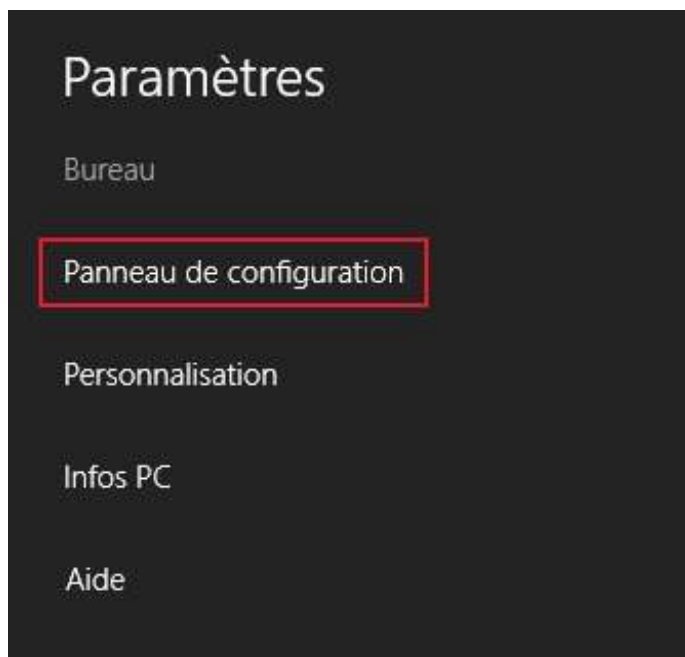 Paramètres
Bureau
Panneau de configuration
Personnalisation
Infos PC
Aide